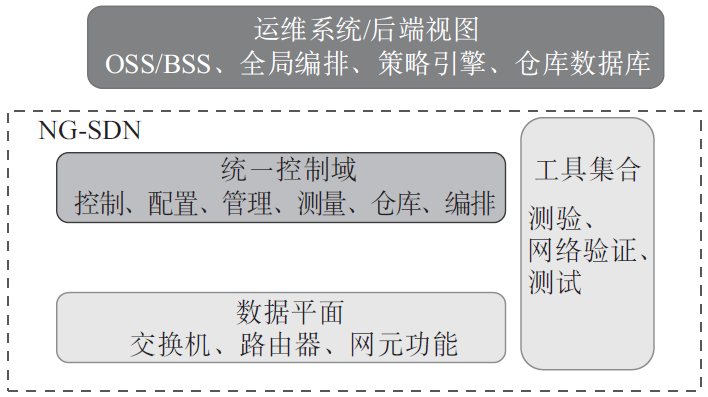 运维系统/后端视图
OSS/BSS、全局编排、策略引擎、仓库数据库
NG-SDN
统一控制域
控制、配置、管理、测量、仓库、编排
数据平面
交换机、路由器、网元功能
工具集合
测验、
网络验证、
测试